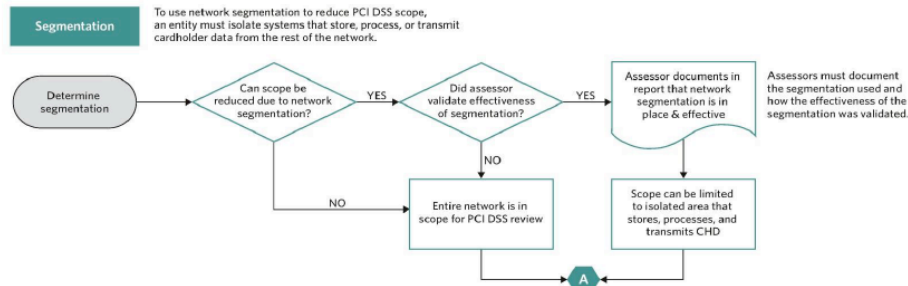 Segmentation
To use network segmentation to reduce PCI DSS scope,
an entity must isolate systems that store, process, or transmit
cardholder data from the rest of the network.
Determine
segmentation
Can scope be
reduced due to network
segmentation?
YES
Did assessor
validate effectiveness
of segmentation?
YES
Assessor documents in
report that network
segmentation is in
place & effective
Assessors must document
the segmentation used and
how the effectiveness of the
segmentation was validated.
NO
NO
Entire network is in
scope for PCI DSS review
Scope can be limited
to isolated area that
stores, processes, and
transmits CHD
A